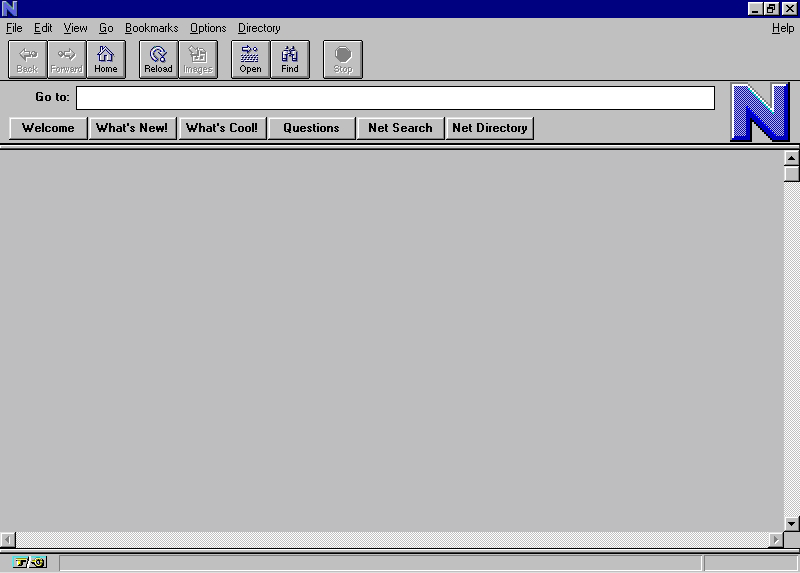 N
File Edit View Go Bookmarks Options Directory Help
Back Forward Home Reload Images Open Find Stop
Go to:
N
Welcome What's New! What's Cool! Questions Net Search Net Directory